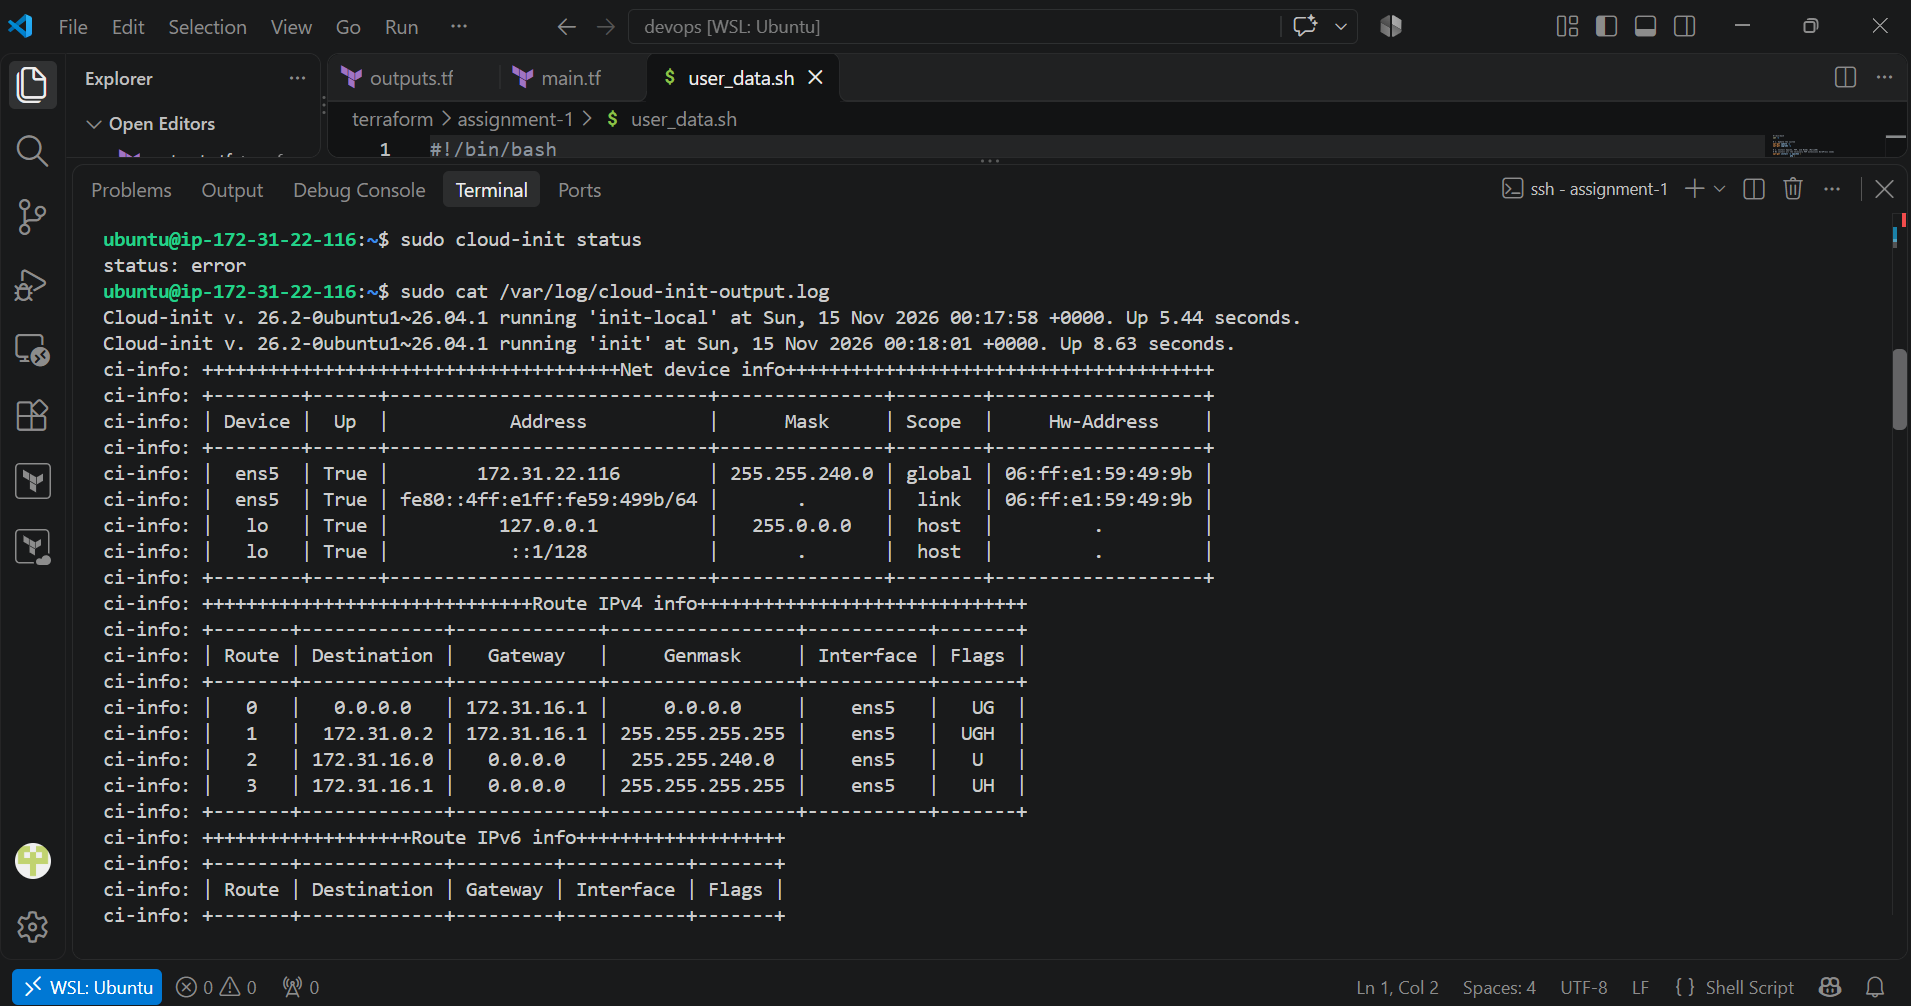 File Edit Selection View Go Run ··· devops [WSL: Ubuntu]
Explorer ···
outputs.tf main.tf $ user_data.sh
Open Editors
terraform > assignment-1 > $ user_data.sh
1 #!/bin/bash
Problems Output Debug Console Terminal Ports ssh - assignment-1
ubuntu@ip-172-31-22-116:~$ sudo cloud-init status
status: error
ubuntu@ip-172-31-22-116:~$ sudo cat /var/log/cloud-init-output.log
Cloud-init v. 26.2-0ubuntu1~26.04.1 running 'init-local' at Sun, 15 Nov 2026 00:17:58 +0000. Up 5.44 seconds.
Cloud-init v. 26.2-0ubuntu1~26.04.1 running 'init' at Sun, 15 Nov 2026 00:18:01 +0000. Up 8.63 seconds.
ci-info: ++++++++++++++++++++++++++++++++++++++Net device info+++++++++++++++++++++++++++++++++++++++
ci-info: +--------+------+-----------------------------+---------------+--------+-------------------+
ci-info: | Device | Up | Address | Mask | Scope | Hw-Address |
ci-info: +--------+------+-----------------------------+---------------+--------+-------------------+
ci-info: | ens5 | True | 172.31.22.116 | 255.255.240.0 | global | 06:ff:e1:59:49:9b |
ci-info: | ens5 | True | fe80::4ff:e1ff:fe59:499b/64 | . | link | 06:ff:e1:59:49:9b |
ci-info: | lo | True | 127.0.0.1 | 255.0.0.0 | host | . |
ci-info: | lo | True | ::1/128 | . | host | . |
ci-info: +--------+------+-----------------------------+---------------+--------+-------------------+
ci-info: ++++++++++++++++++++++++++++++Route IPv4 info++++++++++++++++++++++++++++++
ci-info: +-------+-------------+-------------+-----------------+-----------+-------+
ci-info: | Route | Destination | Gateway | Genmask | Interface | Flags |
ci-info: +-------+-------------+-------------+-----------------+-----------+-------+
ci-info: | 0 | 0.0.0.0 | 172.31.16.1 | 0.0.0.0 | ens5 | UG |
ci-info: | 1 | 172.31.0.2 | 172.31.16.1 | 255.255.255.255 | ens5 | UGH |
ci-info: | 2 | 172.31.16.0 | 0.0.0.0 | 255.255.240.0 | ens5 | U |
ci-info: | 3 | 172.31.16.1 | 0.0.0.0 | 255.255.255.255 | ens5 | UH |
ci-info: +-------+-------------+-------------+-----------------+-----------+-------+
ci-info: +++++++++++++++++++Route IPv6 info+++++++++++++++++++
ci-info: +-------+-------------+---------+-----------+-------+
ci-info: | Route | Destination | Gateway | Interface | Flags |
ci-info: +-------+-------------+---------+-----------+-------+
WSL: Ubuntu 0 0 0 Ln 1, Col 2 Spaces: 4 UTF-8 LF { } Shell Script